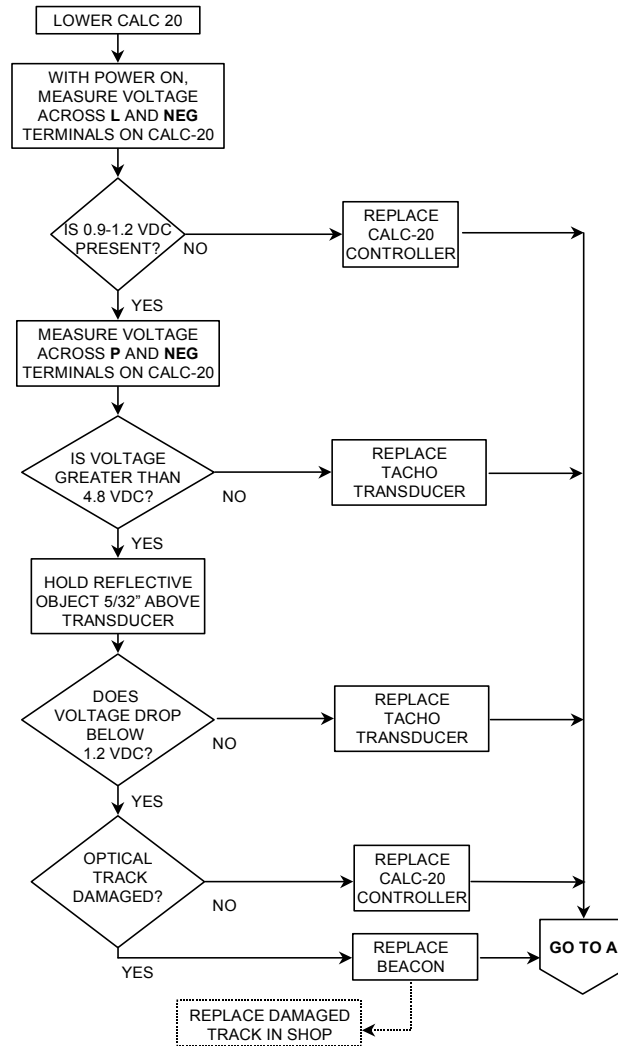 LOWER CALC 20
WITH POWER ON,
MEASURE VOLTAGE
ACROSS L AND NEG
TERMINALS ON CALC-20
IS 0.9-1.2 VDC
PRESENT?
NO
REPLACE
CALC-20
CONTROLLER
YES
MEASURE VOLTAGE
ACROSS P AND NEG
TERMINALS ON CALC-20
IS VOLTAGE
GREATER THAN
4.8 VDC?
NO
REPLACE
TACHO
TRANSDUCER
YES
HOLD REFLECTIVE
OBJECT 5/32" ABOVE
TRANSDUCER
DOES
VOLTAGE DROP
BELOW
1.2 VDC?
NO
REPLACE
TACHO
TRANSDUCER
YES
OPTICAL
TRACK
DAMAGED?
NO
REPLACE
CALC-20
CONTROLLER
YES
REPLACE
BEACON
GO TO A
REPLACE DAMAGED
TRACK IN SHOP